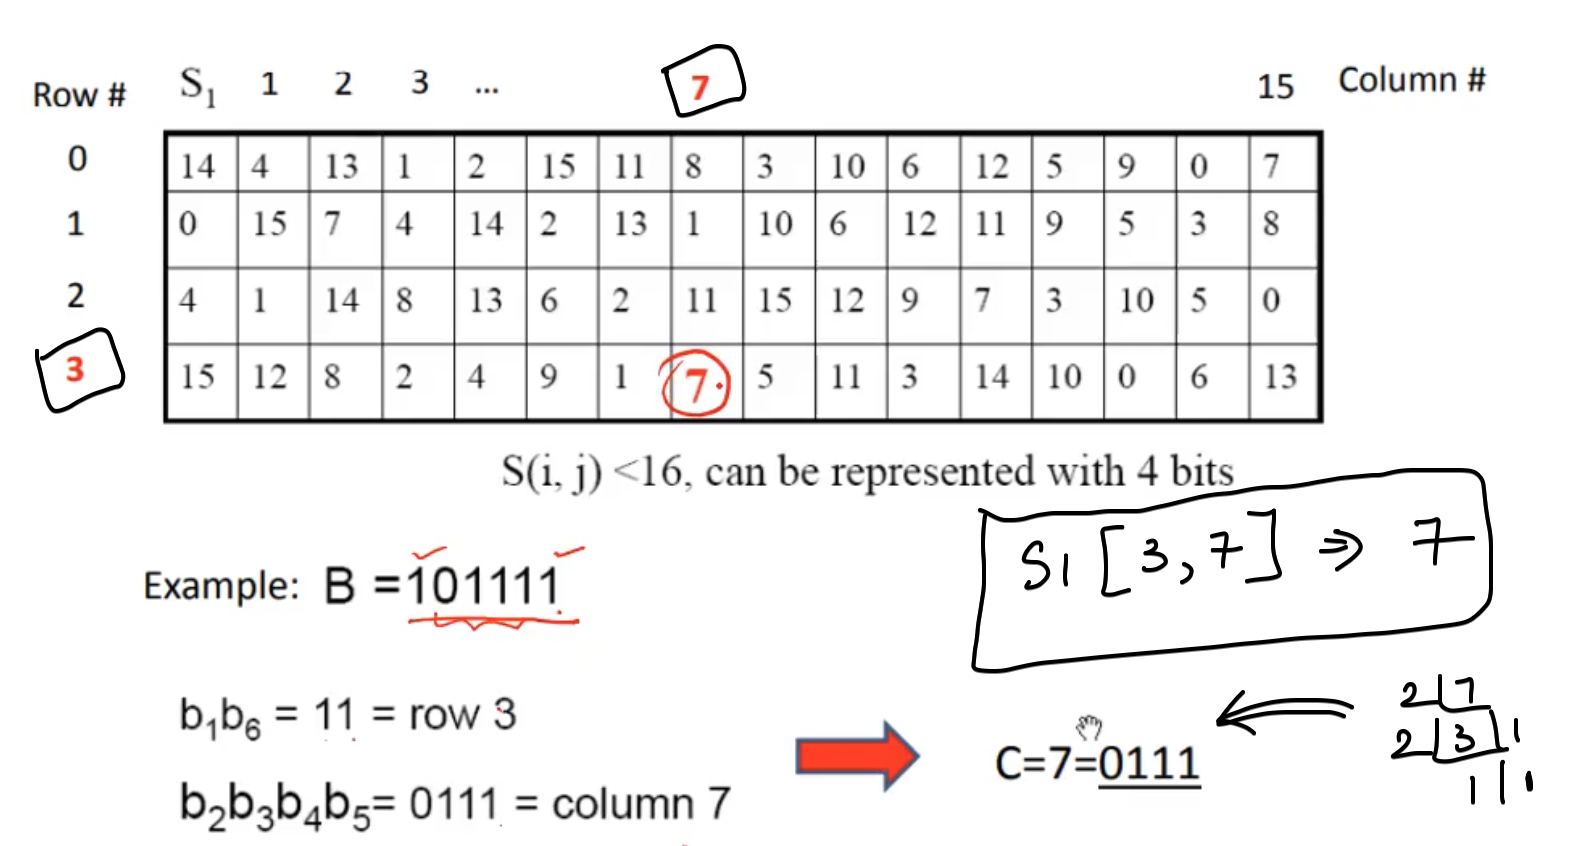 Row # S1 1 2 3 ... 7 15 Column #
0 14 4 13 1 2 15 11 8 3 10 6 12 5 9 0 7
1 0 15 7 4 14 2 13 1 10 6 12 11 9 5 3 8
2 4 1 14 8 13 6 2 11 15 12 9 7 3 10 5 0
3 15 12 8 2 4 9 1 7 5 11 3 14 10 0 6 13
S(i, j) <16, can be represented with 4 bits
S1 [3,7] ⇒ 7
Example: B =101111
b1b6 = 11 = row 3
b2b3b4b5= 0111 = column 7
C=7=0111
2 7
2 3 1
1 1